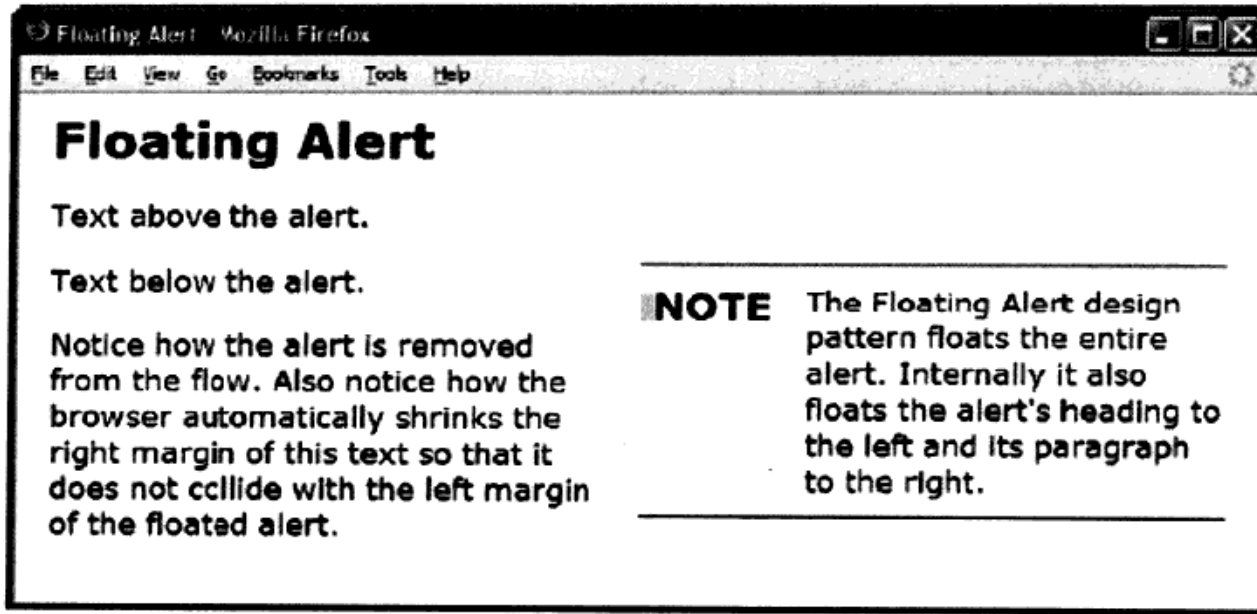 Floating Alert Mozilla Firefox
File Edit View Go Bookmarks Tools Help
Floating Alert
Text above the alert.
Text below the alert.
Notice how the alert is removed
from the flow. Also notice how the
browser automatically shrinks the
right margin of this text so that it
does not collide with the left margin
of the floated alert.
NOTE
The Floating Alert design
pattern floats the entire
alert. Internally it also
floats the alert's heading to
the left and its paragraph
to the right.